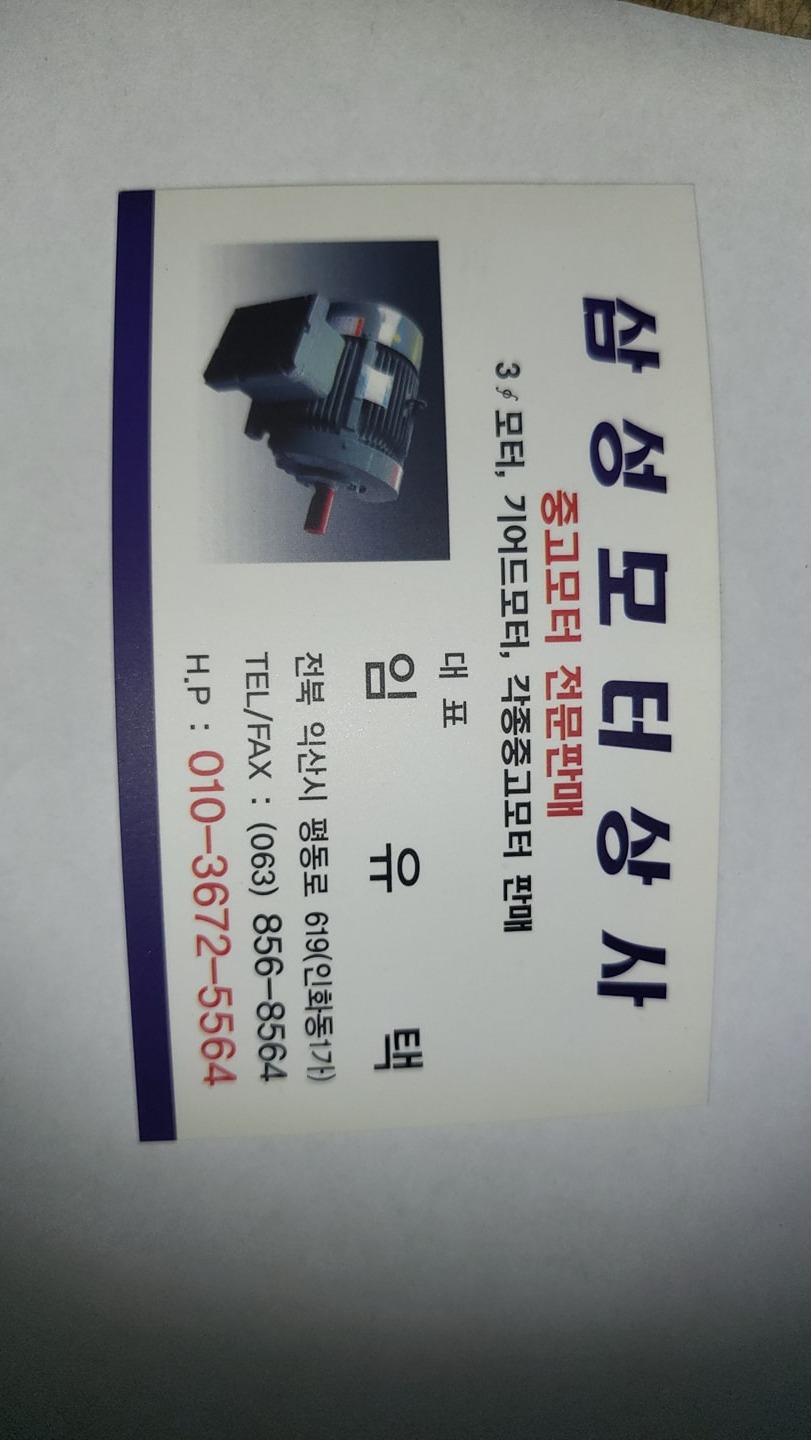 삼성모터상사
중고모터 전문판매
3∮모터, 기어드모터, 각종중고모터 판매
대 표
임 유 택
전북 익산시 평동로 619(인화동1가)
TEL/FAX : (063) 856-8564
H.P : 010-3672-5564